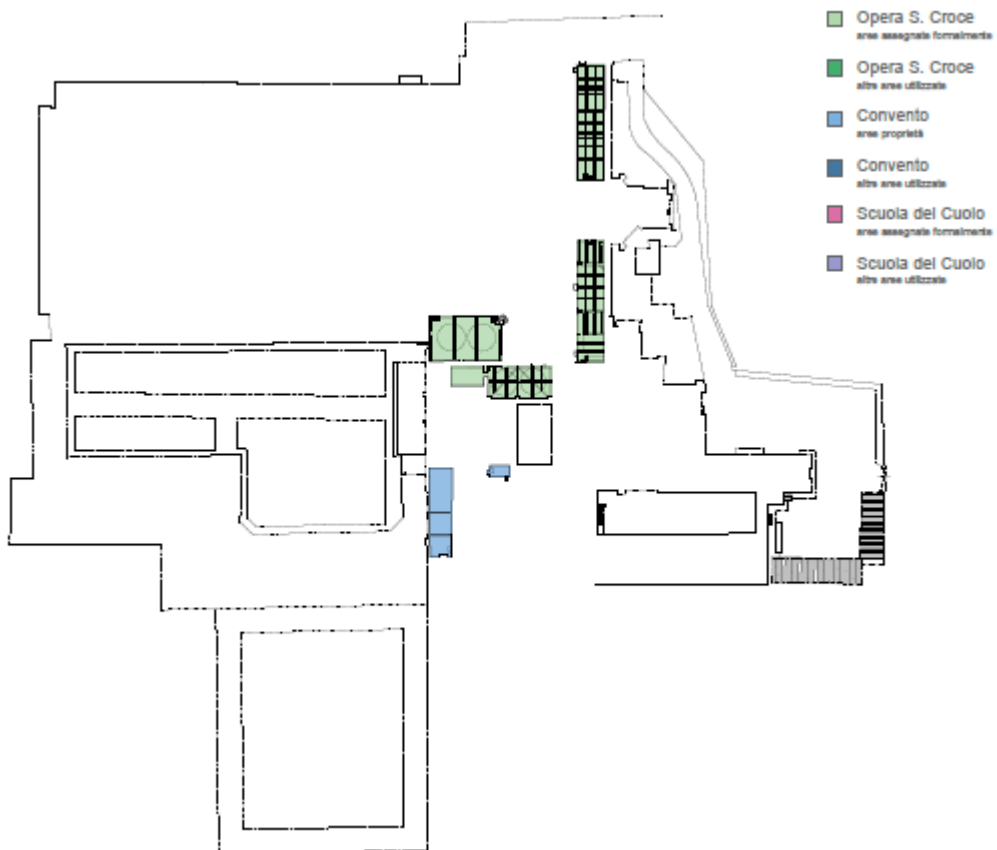 Opera S. Croce
aree assegnate formalmente
Opera S. Croce
altre aree utilizzate
Convento
aree proprietà
Convento
altre aree utilizzate
Scuola del Cuoio
aree assegnate formalmente
Scuola del Cuoio
altre aree utilizzate